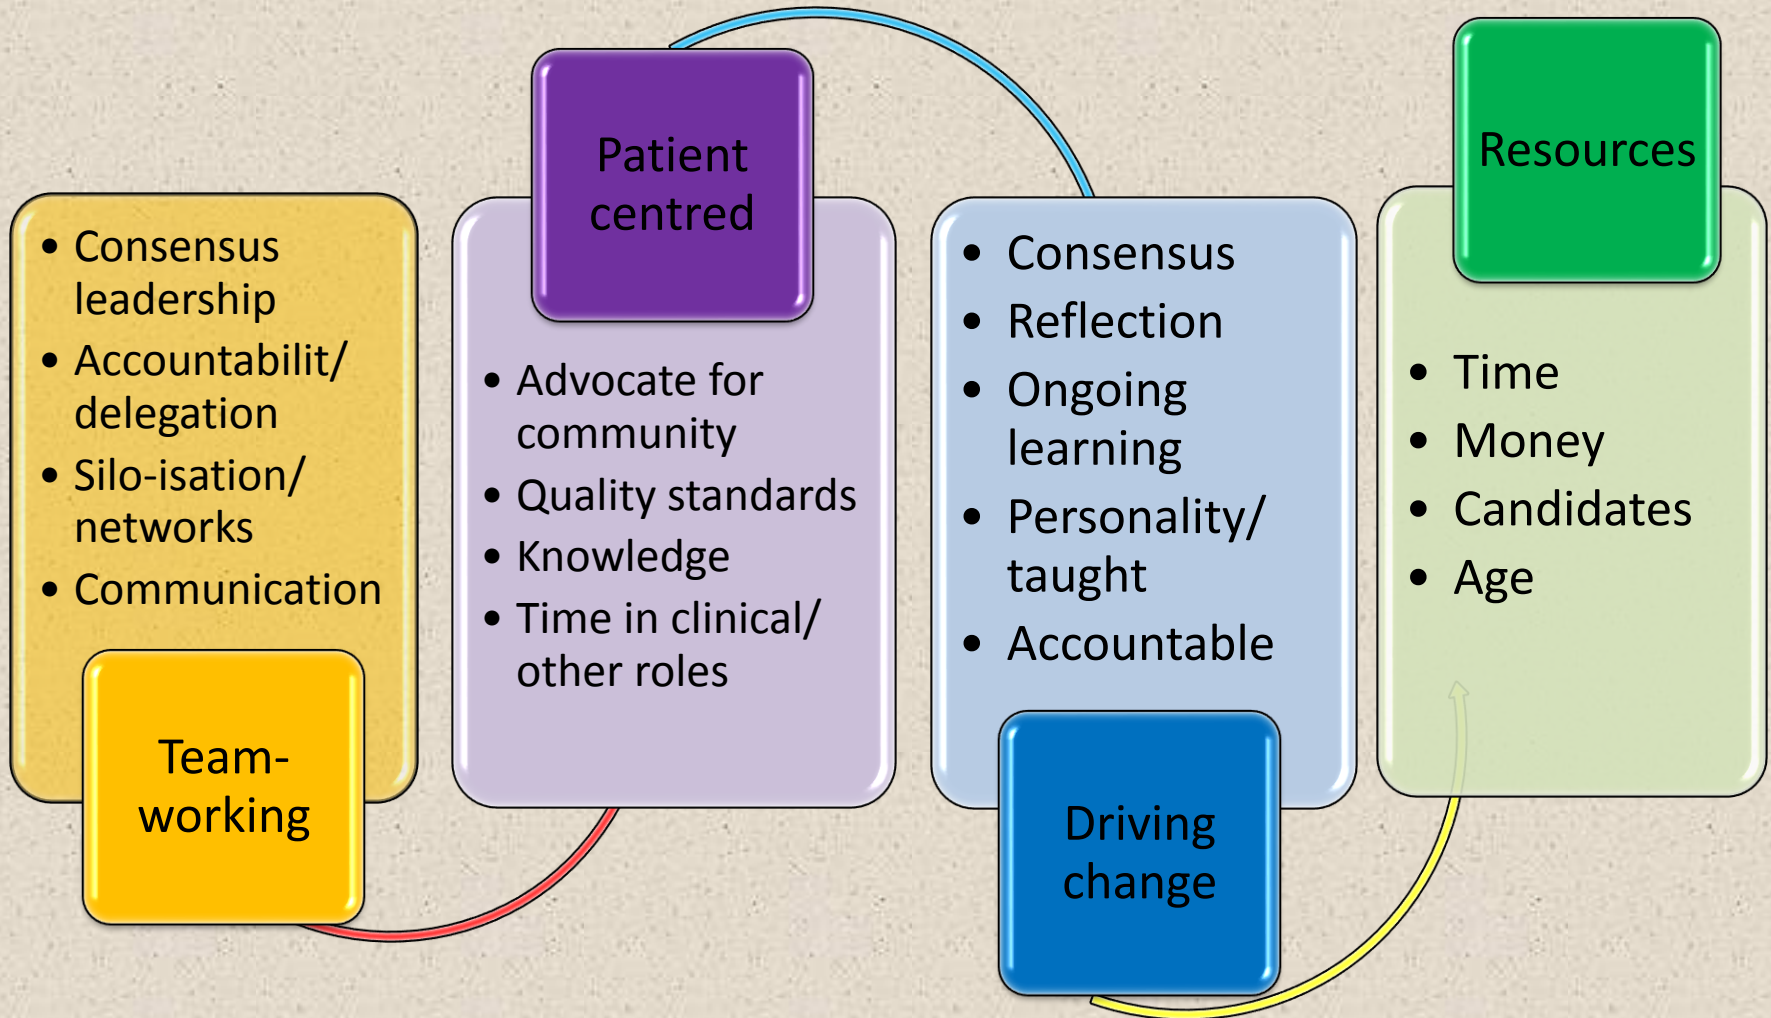 • Consensus
leadership
• Accountabilit/
delegation
• Silo-isation/
networks
• Communication
Team-
working
Patient
centred
• Advocate for
community
• Quality standards
• Knowledge
• Time in clinical/
other roles
• Consensus
• Reflection
• Ongoing
learning
• Personality/
taught
• Accountable
Driving
change
Resources
• Time
• Money
• Candidates
• Age